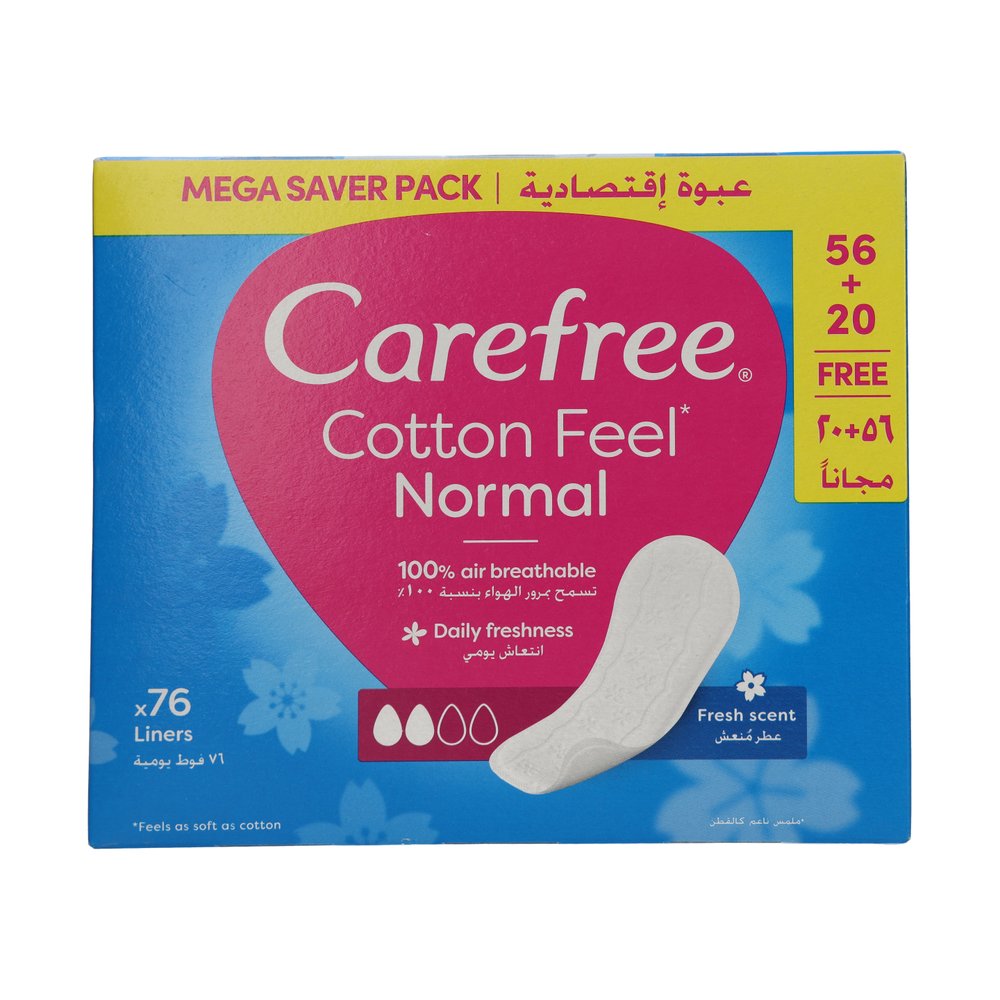 MEGA SAVER PACK | عبوة إقتصادية
56
+
20
FREE
٢٠+٥٦
مجاناً
Carefree®
Cotton Feel*
Normal
100% air breathable
تسمح بمرور الهواء بنسبة ١٠٠٪
Daily freshness
انتعاش يومي
x76
Liners
٧٦ فوط يومية
Fresh scent
عطر مُنعش
*Feels as soft as cotton
*ملمس ناعم كالقطن